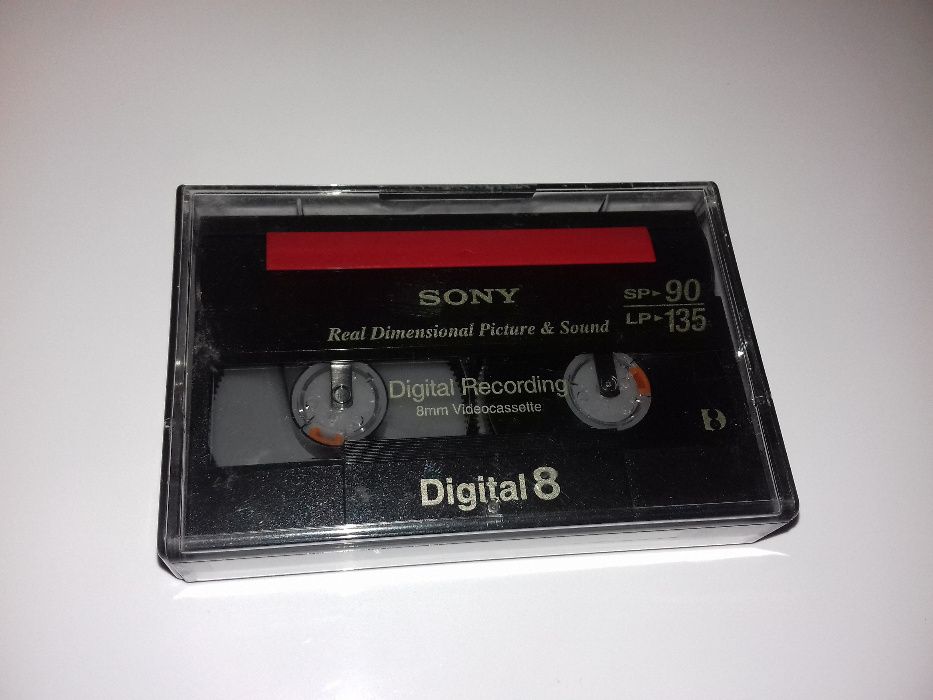 SONY
SP▸90
Real Dimensional Picture & Sound
LP▸135
Digital Recording
8mm Videocassette
Digital 8